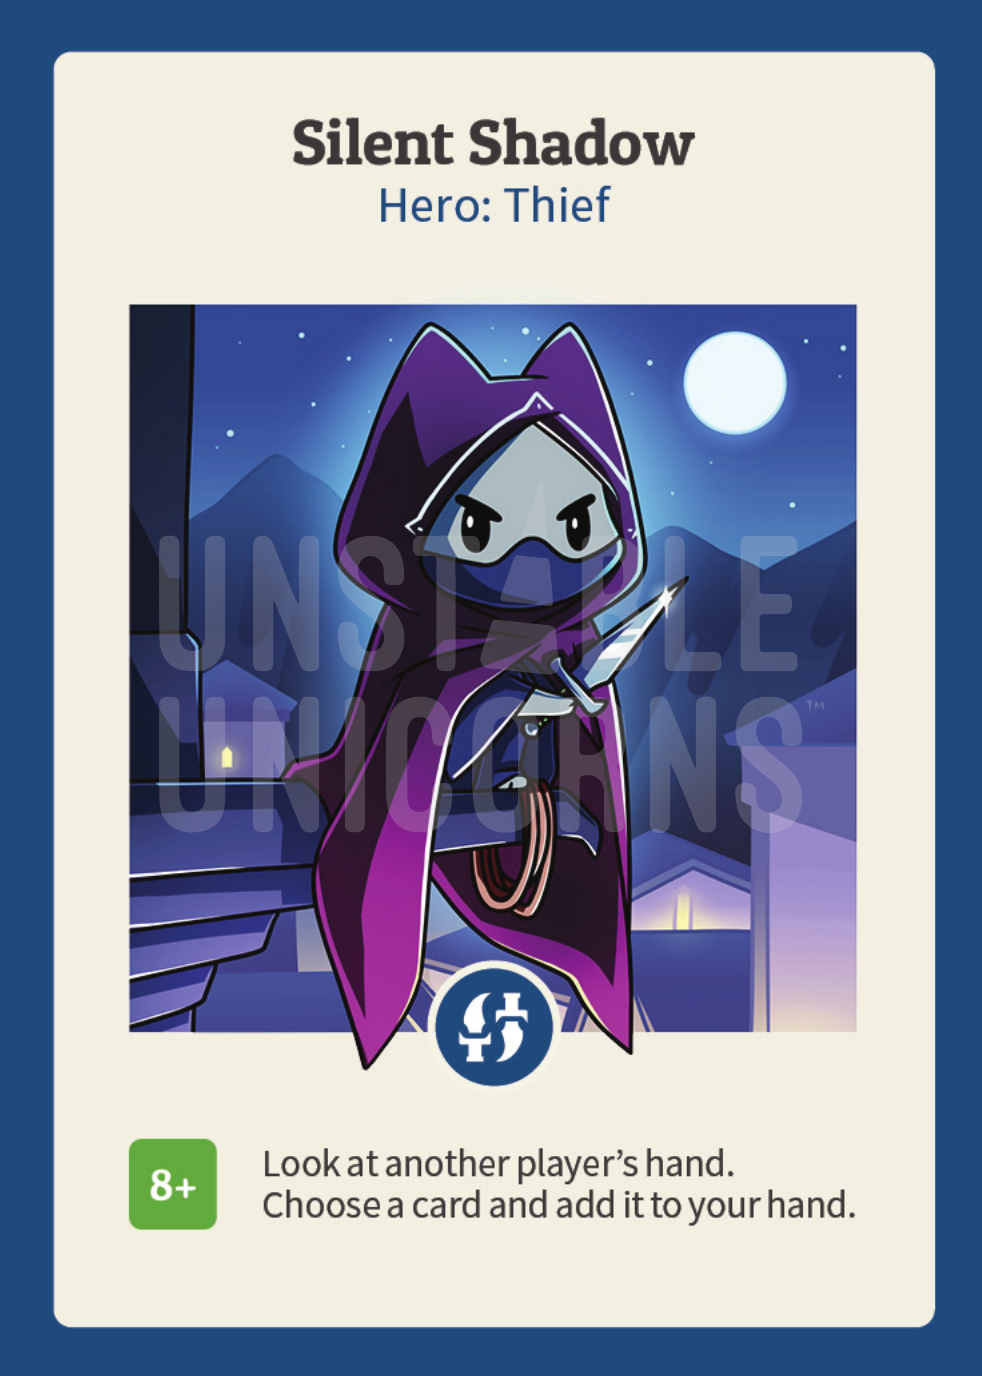 Silent Shadow
Hero: Thief
UNSTABLE
UNICORNS
TM
8+
Look at another player's hand.
Choose a card and add it to your hand.